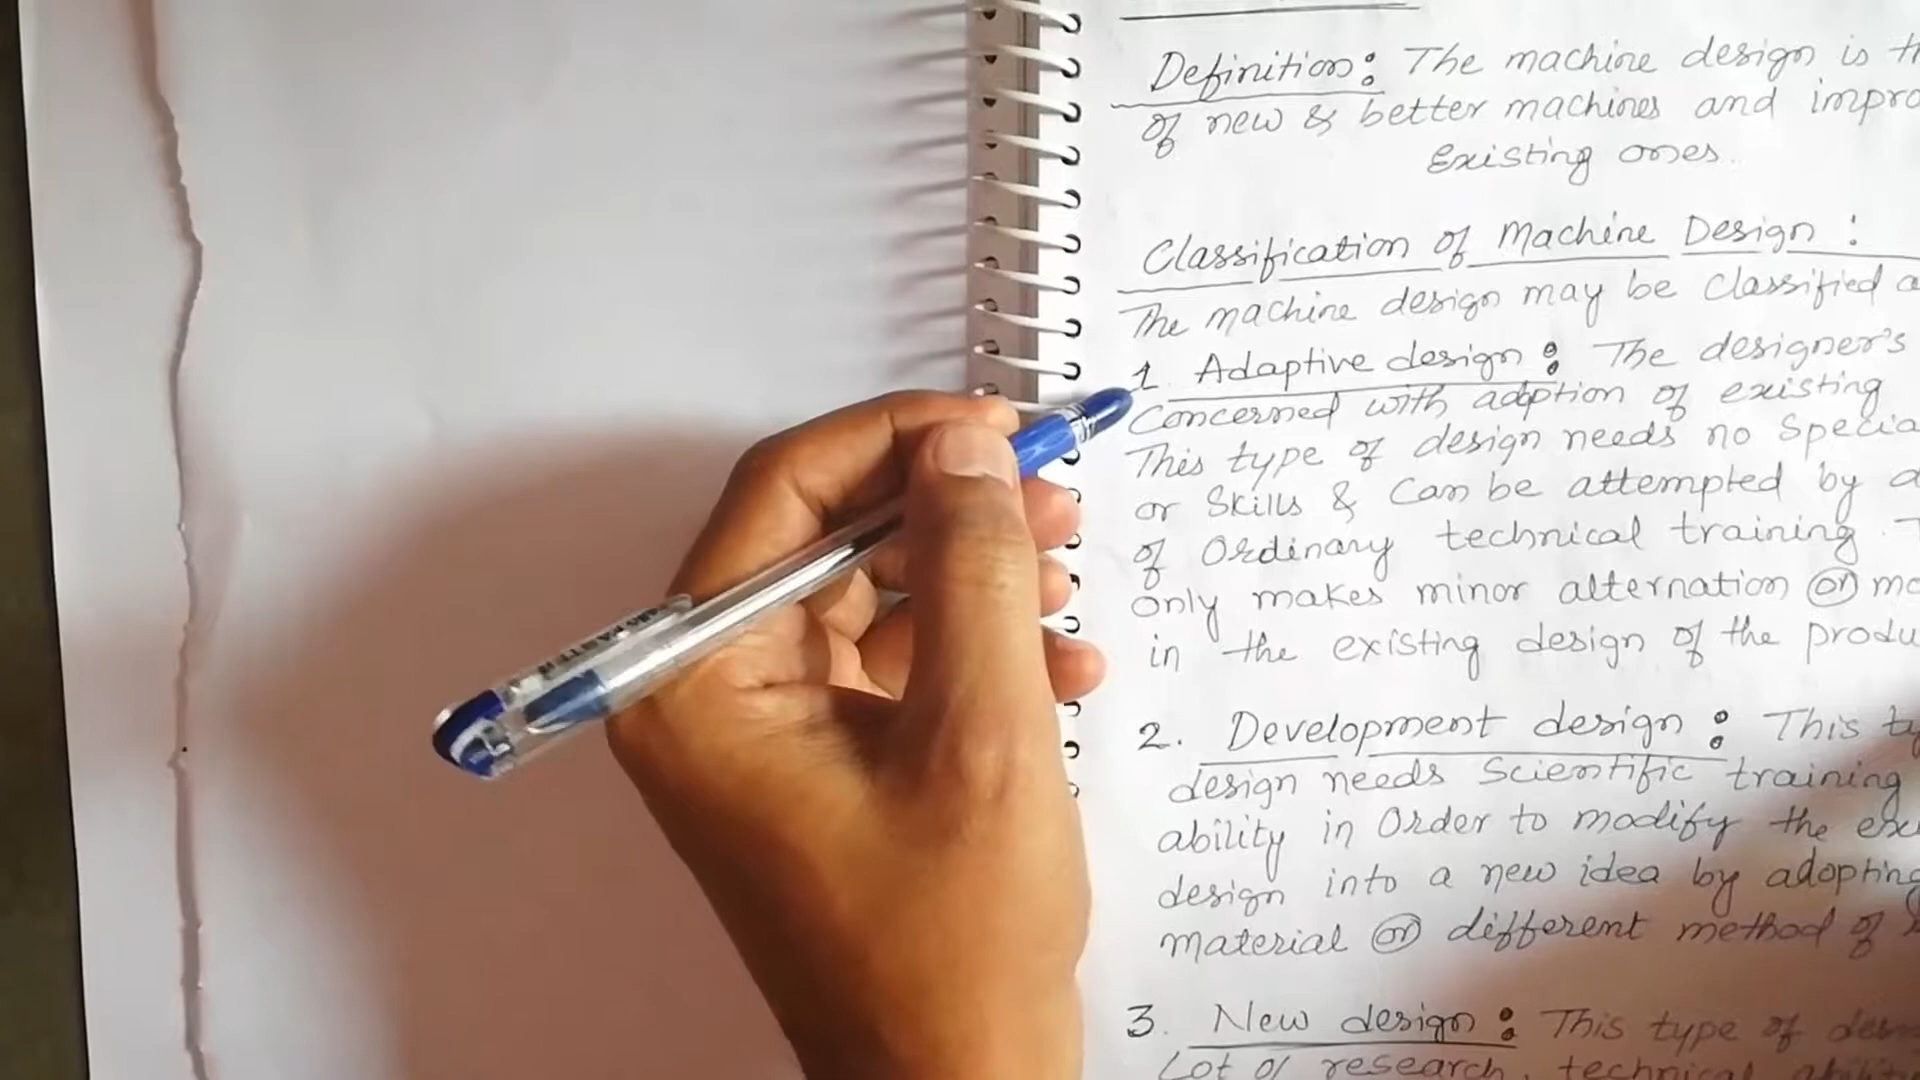 Definition: The machine design is th
of new & better machines and impro
Existing ones.
Classification of Machine Design:
The machine design may be classified a
1. Adaptive design: The designer's
Concerned with adoption of existing
This type of design needs no Specia
or Skills & Can be attempted by a
of Ordinary technical training.
Only makes minor alternation or mo
in the existing design of the produ
2. Development design: This ty
design needs Scientific training
ability in Order to modify the exi
design into a new idea by adopting
material or different method of
3. New design: This type of des
Lot of research, technical ability